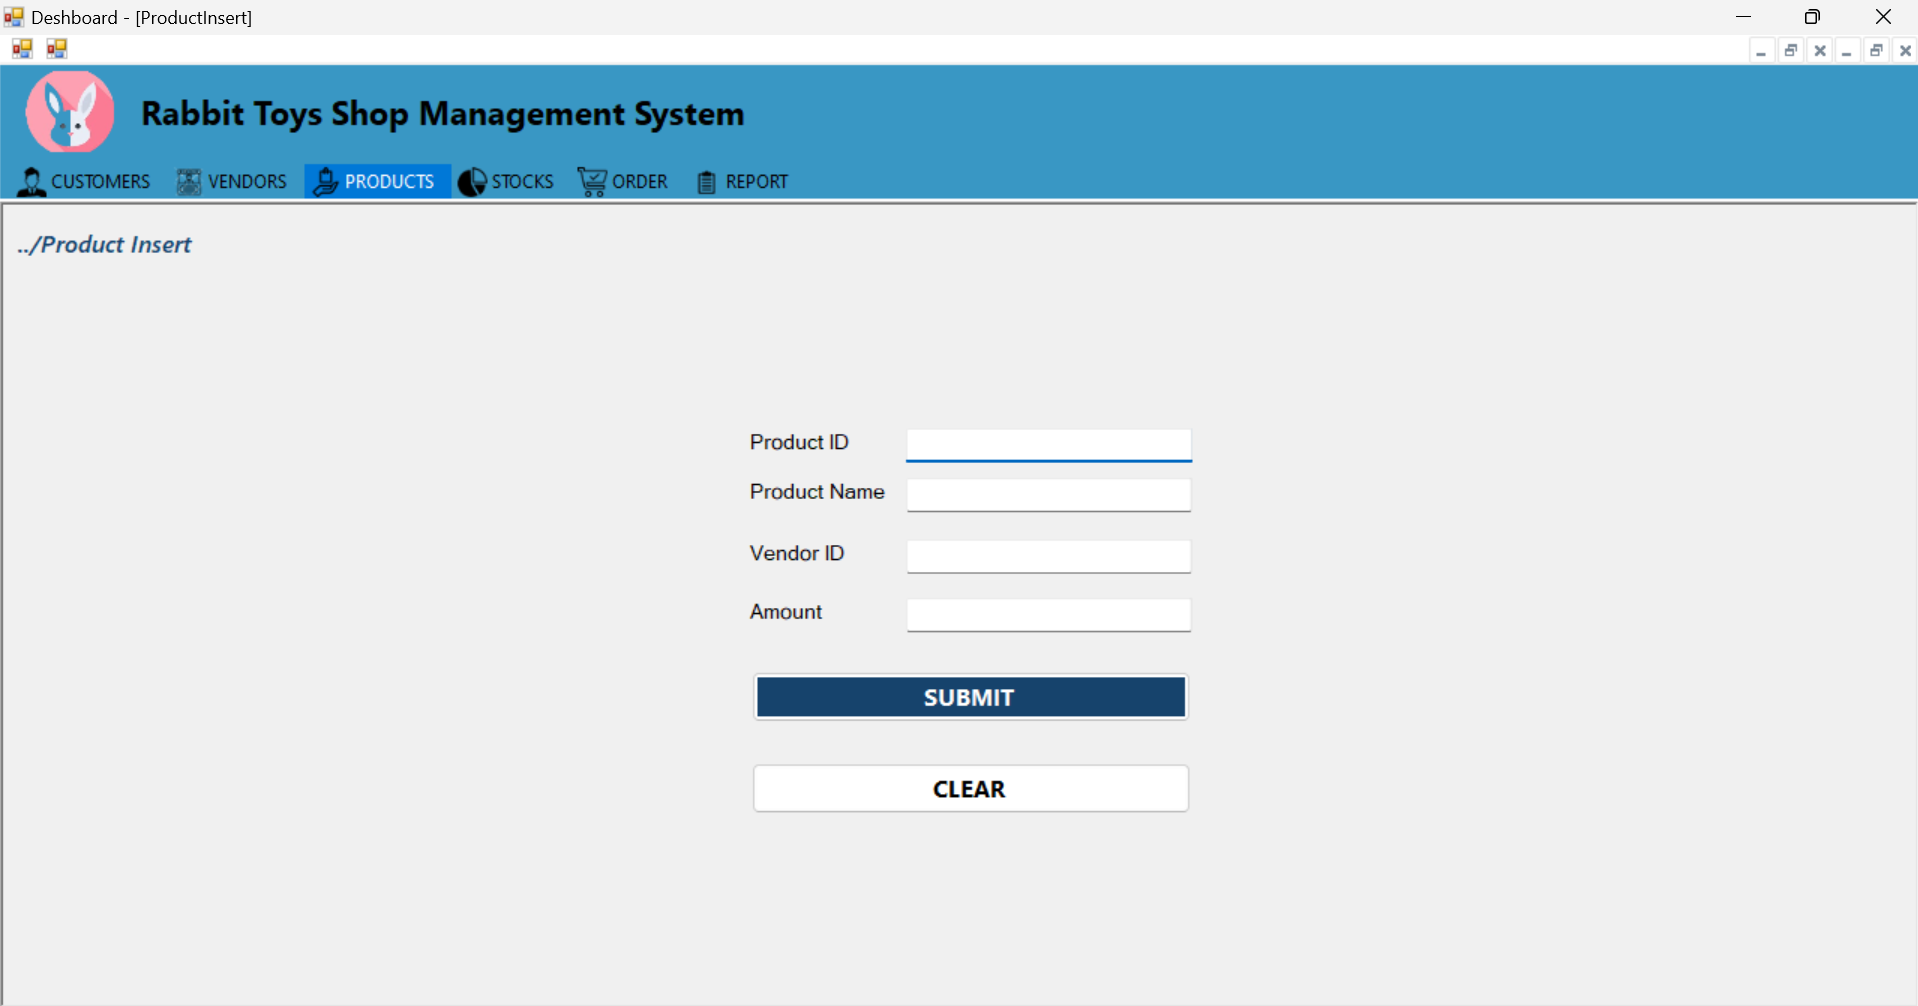 Deshboard - [ProductInsert]
Rabbit Toys Shop Management System
CUSTOMERS VENDORS PRODUCTS STOCKS ORDER REPORT
../Product Insert
Product ID
Product Name
Vendor ID
Amount
SUBMIT
CLEAR